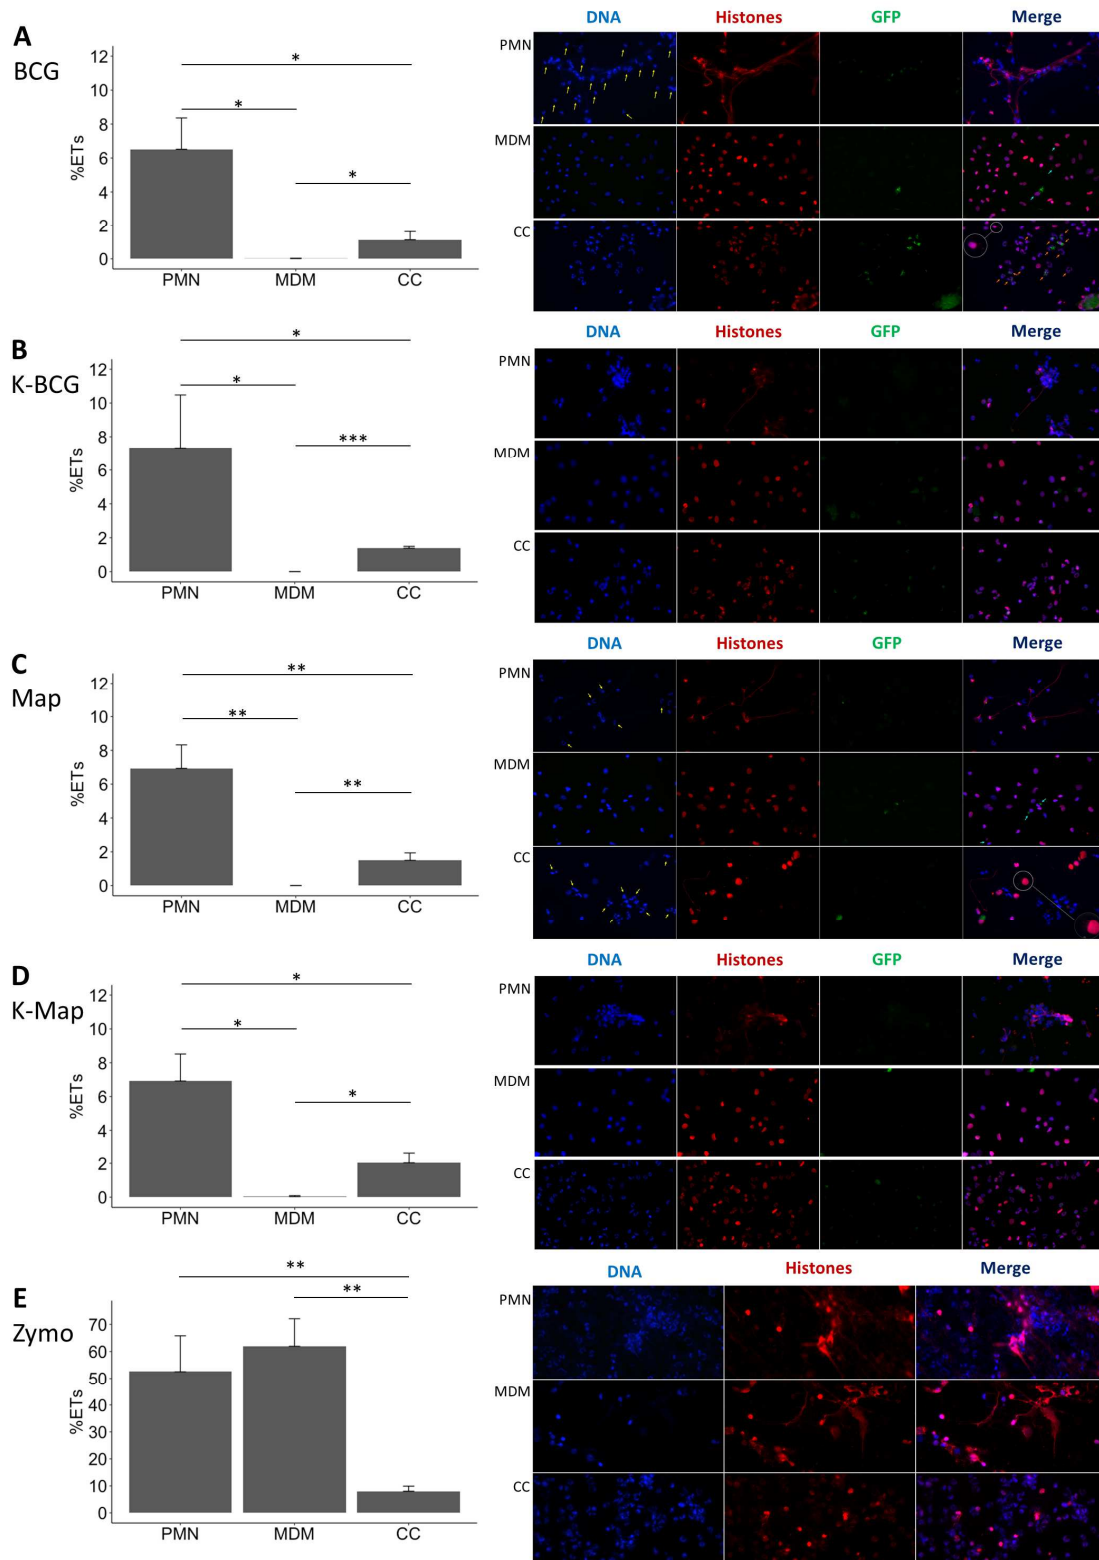 A
BCG
%ETs
12
10
8
6
4
2
0
*
*
*
PMN MDM CC
DNA Histones GFP Merge
PMN
MDM
CC
B
K-BCG
%ETs
12
10
8
6
4
2
0
*
*
***
PMN MDM CC
DNA Histones GFP Merge
PMN
MDM
CC
C
Map
%ETs
12
10
8
6
4
2
0
**
**
**
PMN MDM CC
DNA Histones GFP Merge
PMN
MDM
CC
D
K-Map
%ETs
12
10
8
6
4
2
0
*
*
*
PMN MDM CC
DNA Histones GFP Merge
PMN
MDM
CC
E
Zymo
%ETs
70
60
50
40
30
20
10
0
**
**
PMN MDM CC
DNA Histones Merge
PMN
MDM
CC